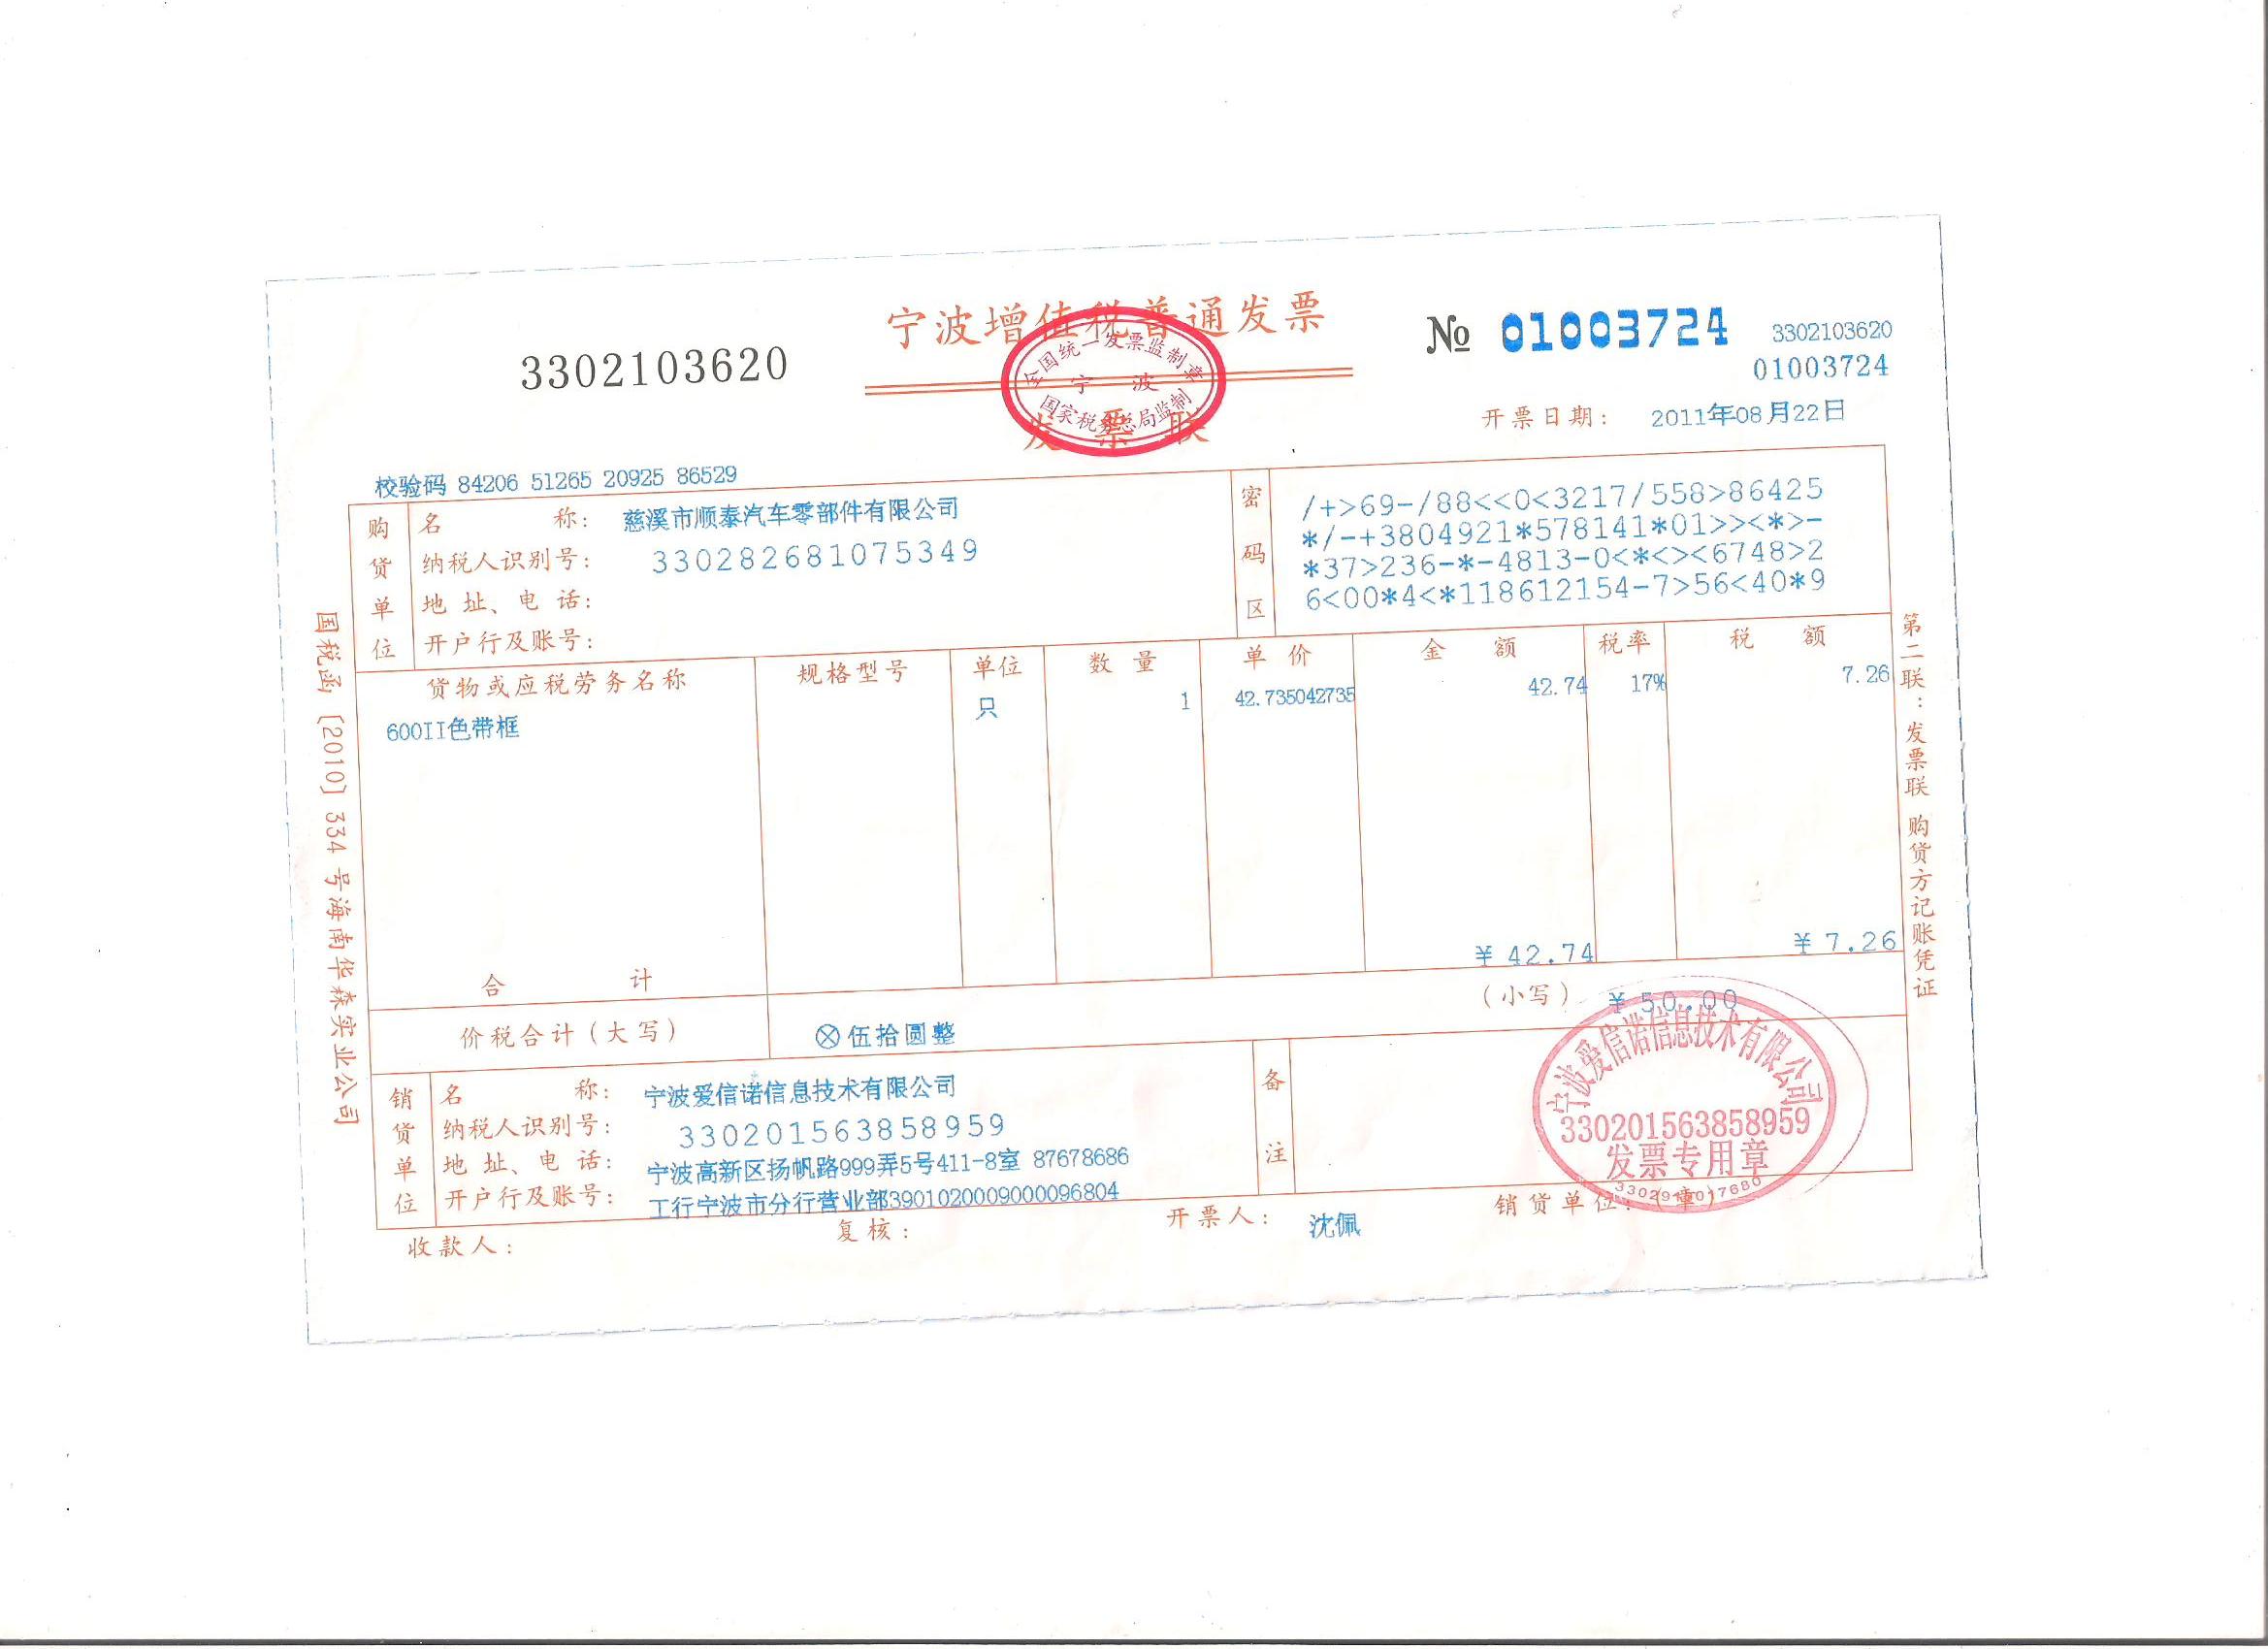 宁波增值税普通发票
3302103620
№ 01003724
3302103620
01003724
全国统一发票监制章
宁 波
国家税务总局监制
发票联
开票日期: 2011年08月22日
校验码 84206 51265 20925 86529
购货单位
名 称: 慈溪市顺泰汽车零部件有限公司
纳税人识别号: 330282681075349
地 址、电 话:
开户行及账号:
密码区
/+>69-/88<<0<3217/558>86425
*/-+3804921*578141*01>><*>-
*37>236-*-4813-0<*<><6748>2
6<00*4<*118612154-7>56<40*9
货物或应税劳务名称 规格型号 单位 数 量 单 价 金 额 税率 税 额
600II色带框 只 1 42.735042735 42.74 17% 7.26
合 计 ¥ 42.74 ¥ 7.26
价税合计(大写) ⊗伍拾圆整 (小写) ¥ 50.00
销货单位
名 称: 宁波爱信诺信息技术有限公司
纳税人识别号: 330201563858959
地 址、电 话: 宁波高新区扬帆路999弄5号411-8室 87678686
开户行及账号: 工行宁波市分行营业部3901020009000096804
备注
宁波爱信诺信息技术有限公司
330201563858959
发票专用章
收款人: 复核: 开票人: 沈佩 销货单位:(章)
国税函〔2010〕334 号海南华森实业公司
第二联:发票联 购货方记账凭证